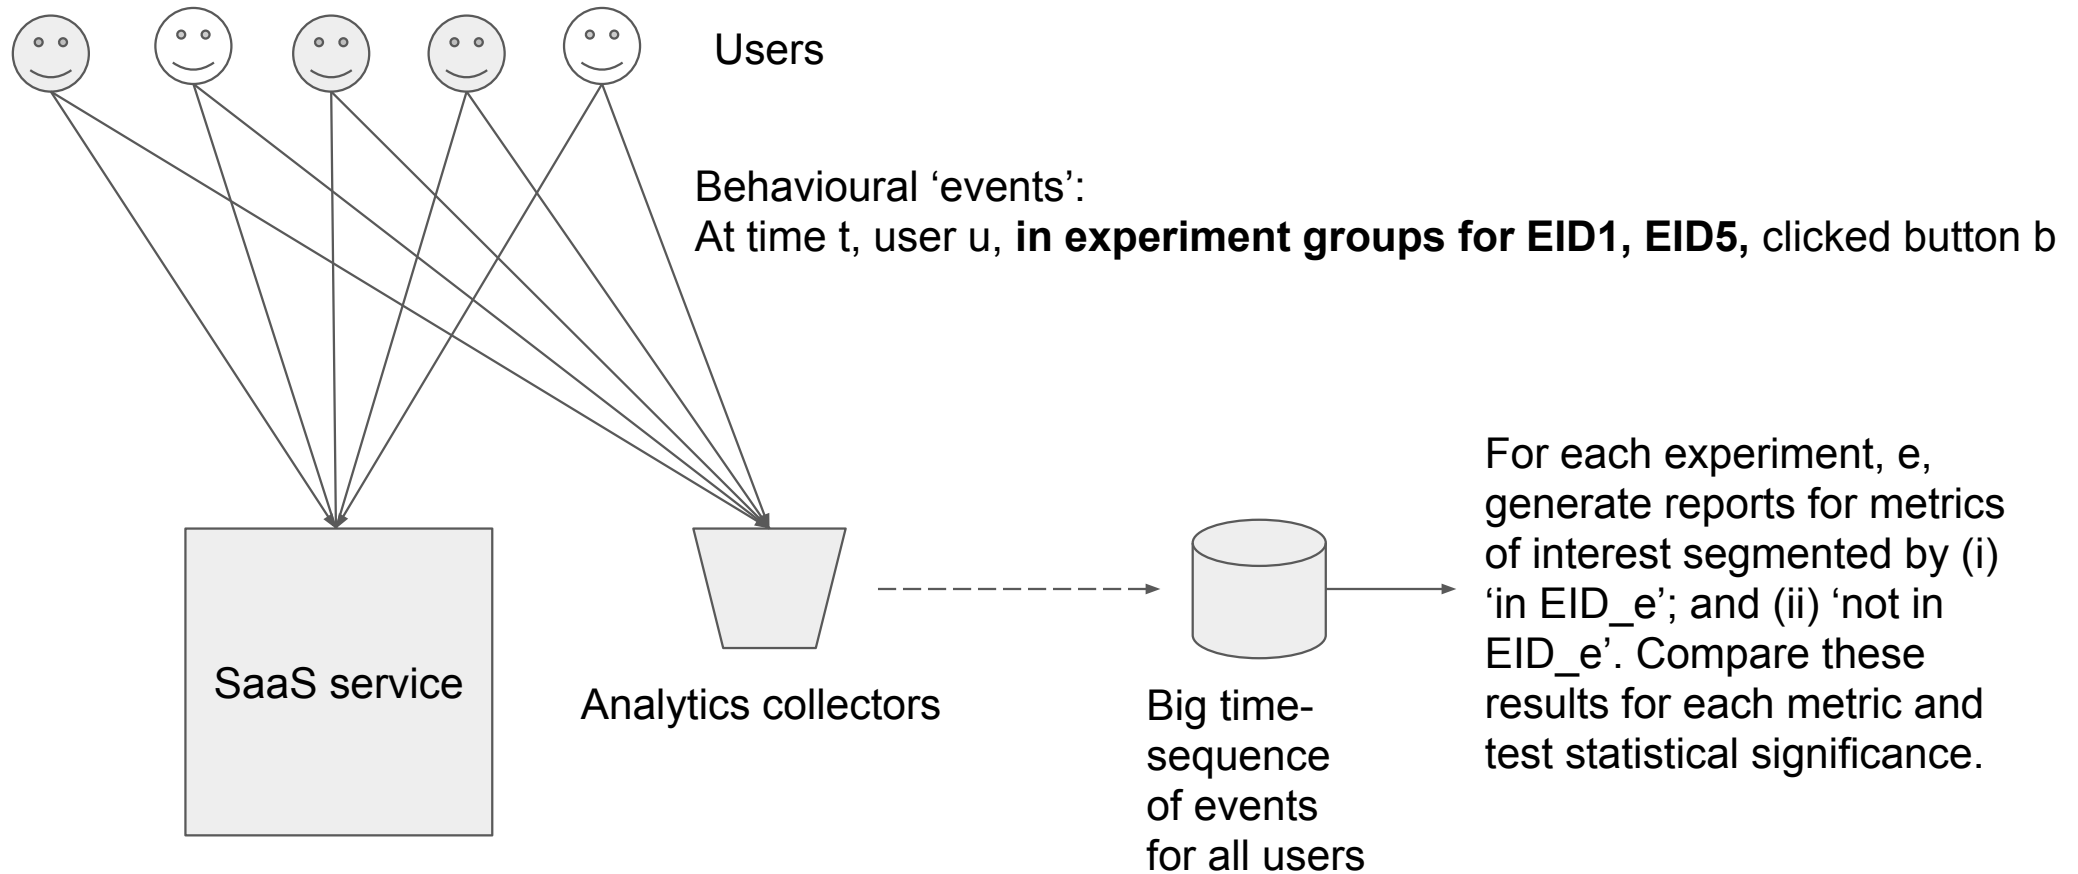 Users
Behavioural ‘events’:
At time t, user u, in experiment groups for EID1, EID5, clicked button b
For each experiment, e,
generate reports for metrics
of interest segmented by (i)
‘in EID_e’; and (ii) ‘not in
EID_e’. Compare these
results for each metric and
test statistical significance.
SaaS service
Analytics collectors
Big time-
sequence
of events
for all users